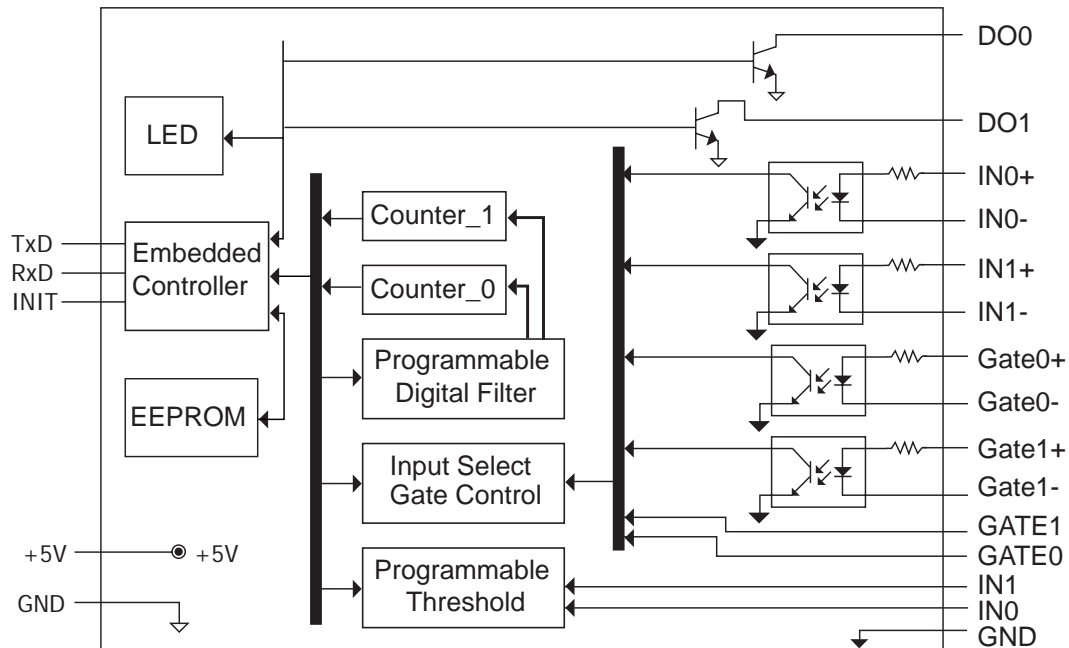 DO0
DO1
LED
IN0+
IN0-
Counter_1
TxD
RxD
INIT
Embedded
Controller
IN1+
IN1-
Counter_0
Programmable
Digital Filter
Gate0+
Gate0-
EEPROM
Input Select
Gate Control
Gate1+
Gate1-
GATE1
GATE0
+5V
+5V
Programmable
Threshold
IN1
IN0
GND
GND